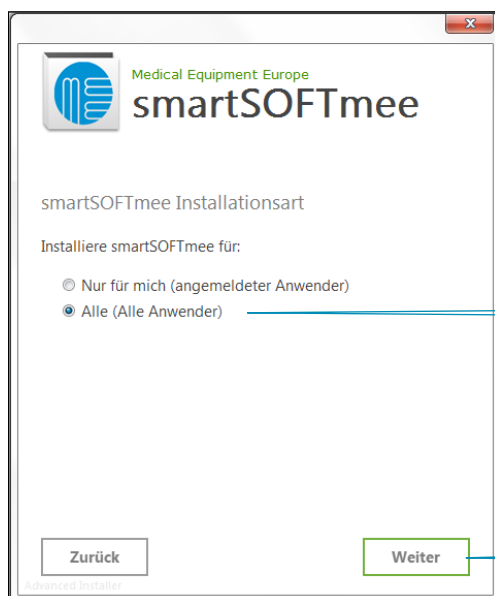 Medical Equipment Europe
smartSOFTmee
smartSOFTmee Installationsart
Installiere smartSOFTmee für:
Nur für mich (angemeldeter Anwender)
Alle (Alle Anwender)
Zurück
Weiter
Advanced Installer